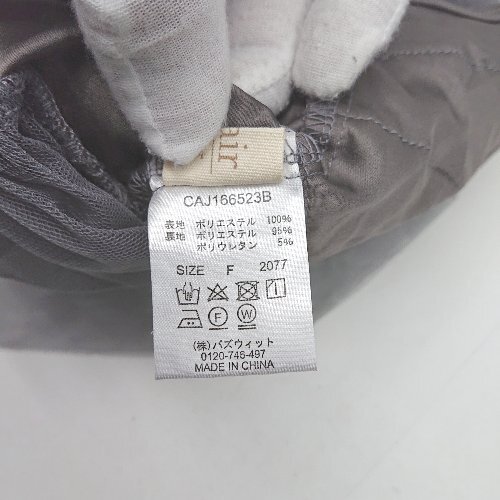 air
CAJ166523B
表地 ポリエステル 100%
裏地 ポリエステル 95%
ポリウレタン 5%
SIZE F 2077
F W
(株)バズウィット
0120-746-497
MADE IN CHINA